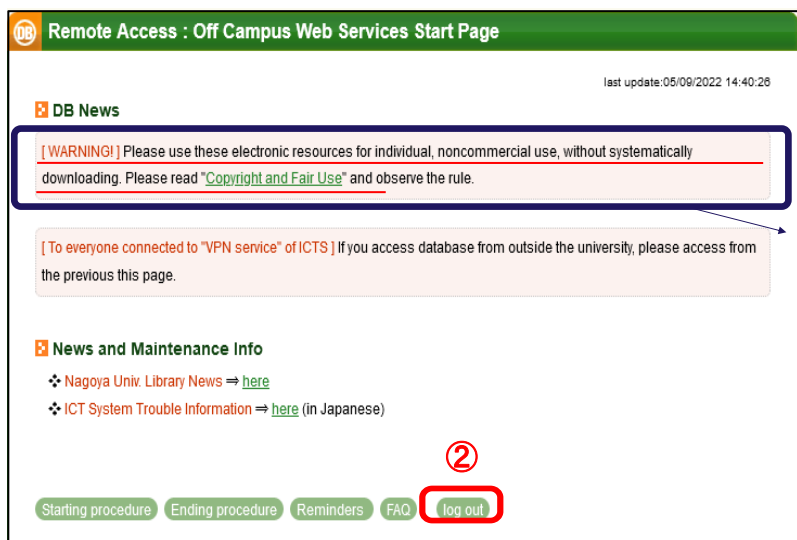 DB Remote Access : Off Campus Web Services Start Page
last update:05/09/2022 14:40:26
DB News
[ WARNING! ] Please use these electronic resources for individual, noncommercial use, without systematically
downloading. Please read "Copyright and Fair Use" and observe the rule.
[ To everyone connected to "VPN service" of ICTS ] If you access database from outside the university, please access from
the previous this page.
News and Maintenance Info
❖ Nagoya Univ. Library News ⇒ here
❖ ICT System Trouble Information ⇒ here (in Japanese)
②
Starting procedure Ending procedure Reminders FAQ log out